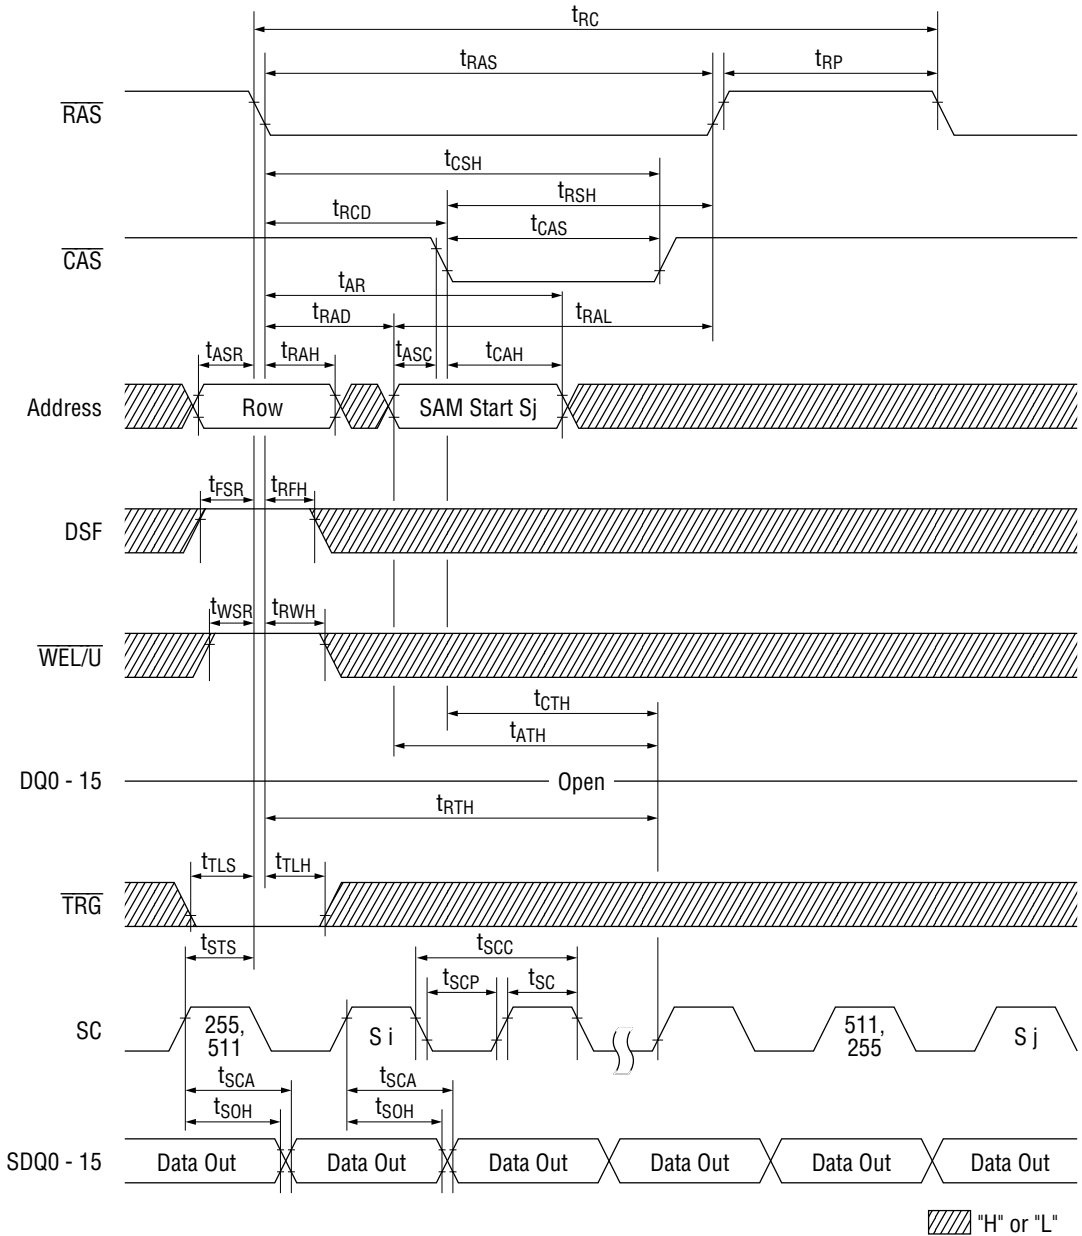 tRC
tRAS
tRP
RAS
tCSH
tRSH
tRCD
tCAS
CAS
tAR
tRAD
tRAL
tASR
tRAH
tASC
tCAH
Address
Row
SAM Start Sj
tFSR
tRFH
DSF
tWSR
tRWH
WEL/U
tCTH
tATH
DQ0 - 15
Open
tRTH
tTLS
tTLH
TRG
tSTS
tSCC
tSCP
tSC
SC
255,
511
S i
511,
255
S j
tSCA
tSCA
tSOH
tSOH
SDQ0 - 15
Data Out
Data Out
Data Out
Data Out
Data Out
Data Out
"H" or "L"